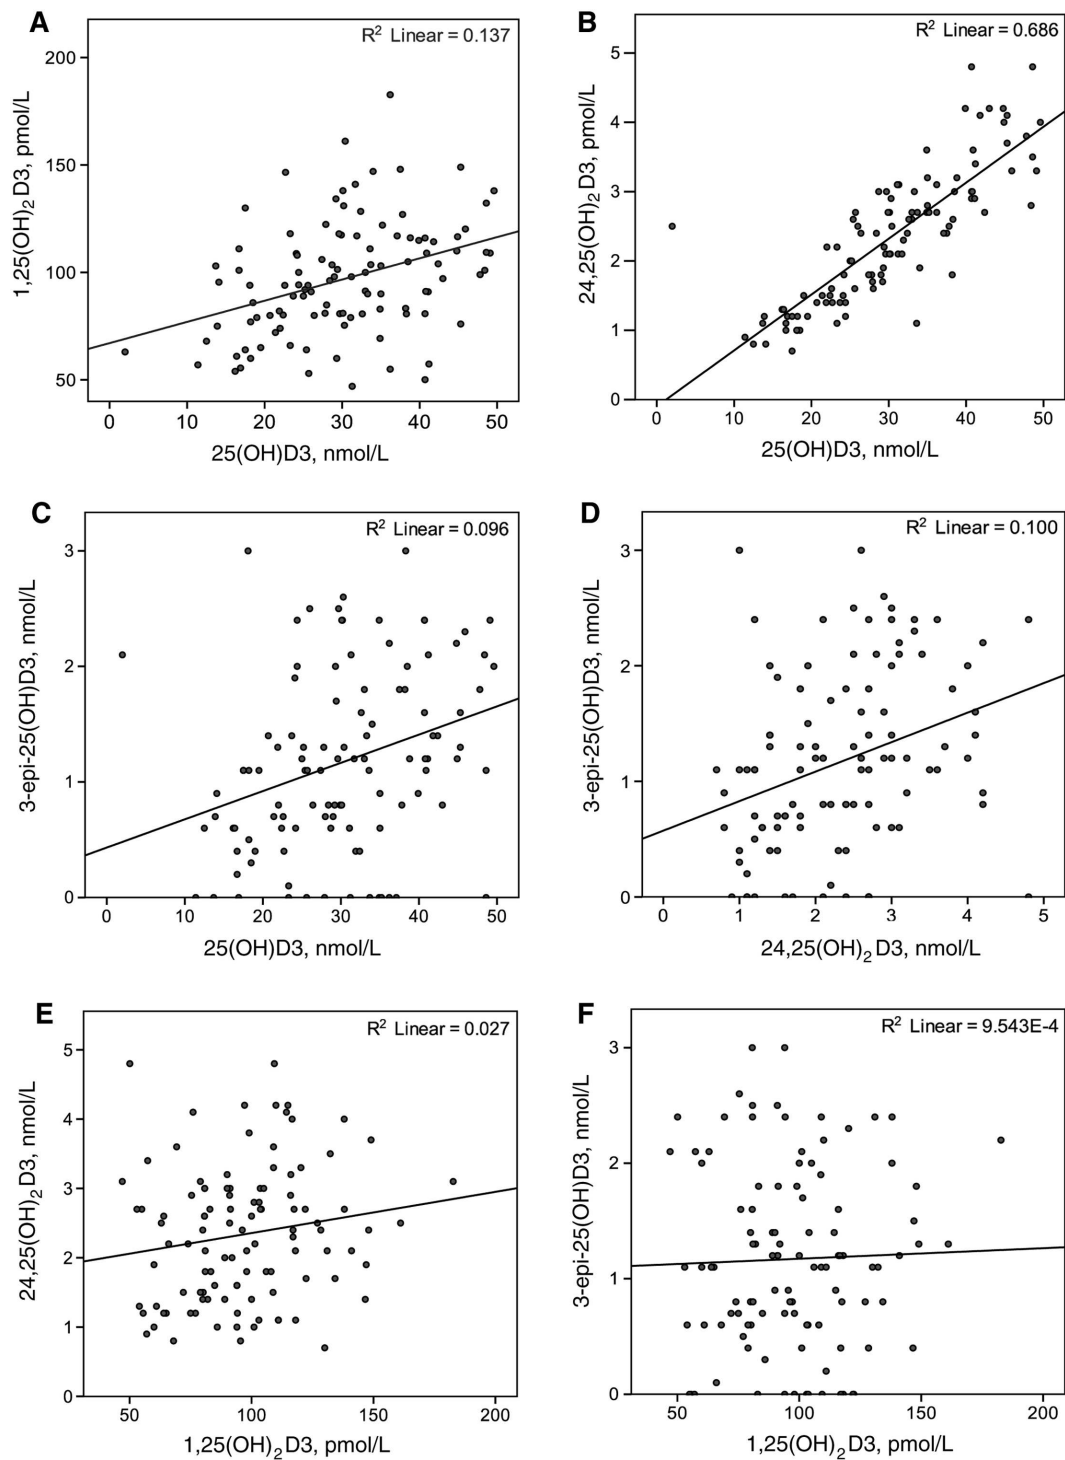 A
R² Linear = 0.137
1,25(OH)₂D3, pmol/L
200
150
100
50
0 10 20 30 40 50
25(OH)D3, nmol/L
B
R² Linear = 0.686
24,25(OH)₂D3, pmol/L
5
4
3
2
1
0
0 10 20 30 40 50
25(OH)D3, nmol/L
C
R² Linear = 0.096
3-epi-25(OH)D3, nmol/L
3
2
1
0
0 10 20 30 40 50
25(OH)D3, nmol/L
D
R² Linear = 0.100
3-epi-25(OH)D3, nmol/L
3
2
1
0
0 1 2 3 4 5
24,25(OH)₂D3, nmol/L
E
R² Linear = 0.027
24,25(OH)₂D3, nmol/L
5
4
3
2
1
0
50 100 150 200
1,25(OH)₂D3, pmol/L
F
R² Linear = 9.543E-4
3-epi-25(OH)D3, nmol/L
3
2
1
0
50 100 150 200
1,25(OH)₂D3, pmol/L